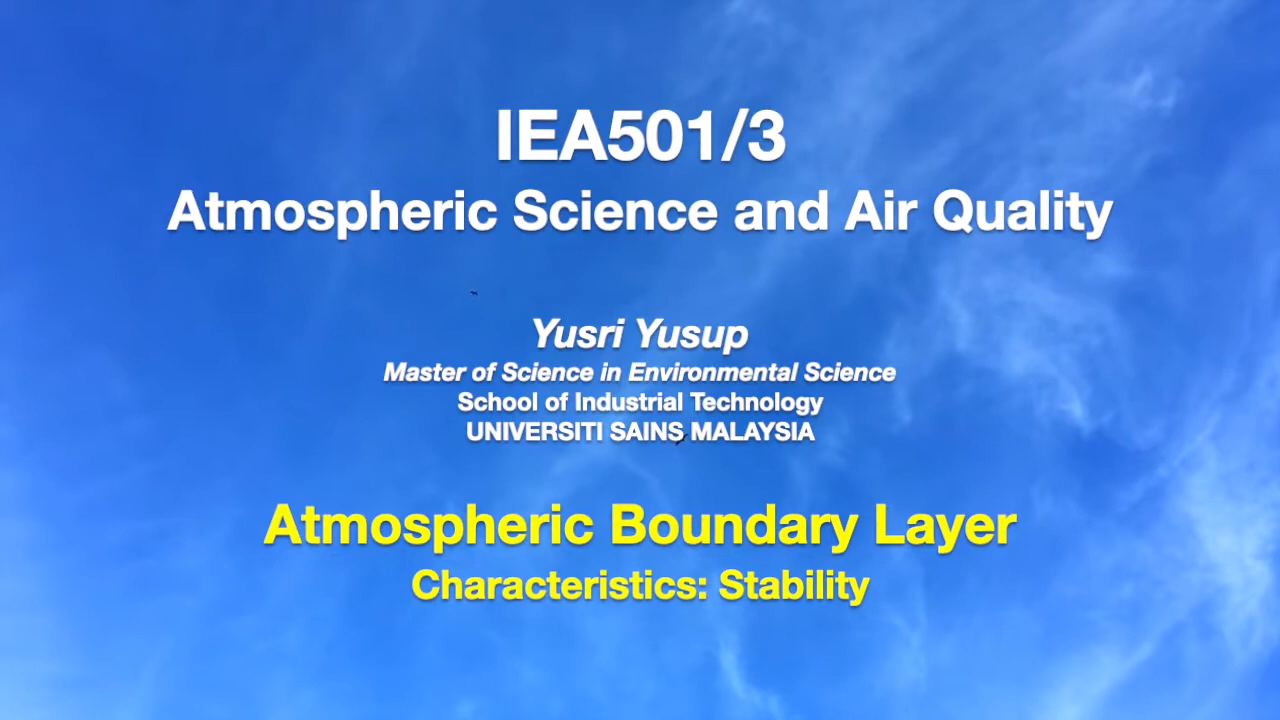 IEA501/3
Atmospheric Science and Air Quality
Yusri Yusup
Master of Science in Environmental Science
School of Industrial Technology
UNIVERSITI SAINS MALAYSIA
Atmospheric Boundary Layer
Characteristics: Stability